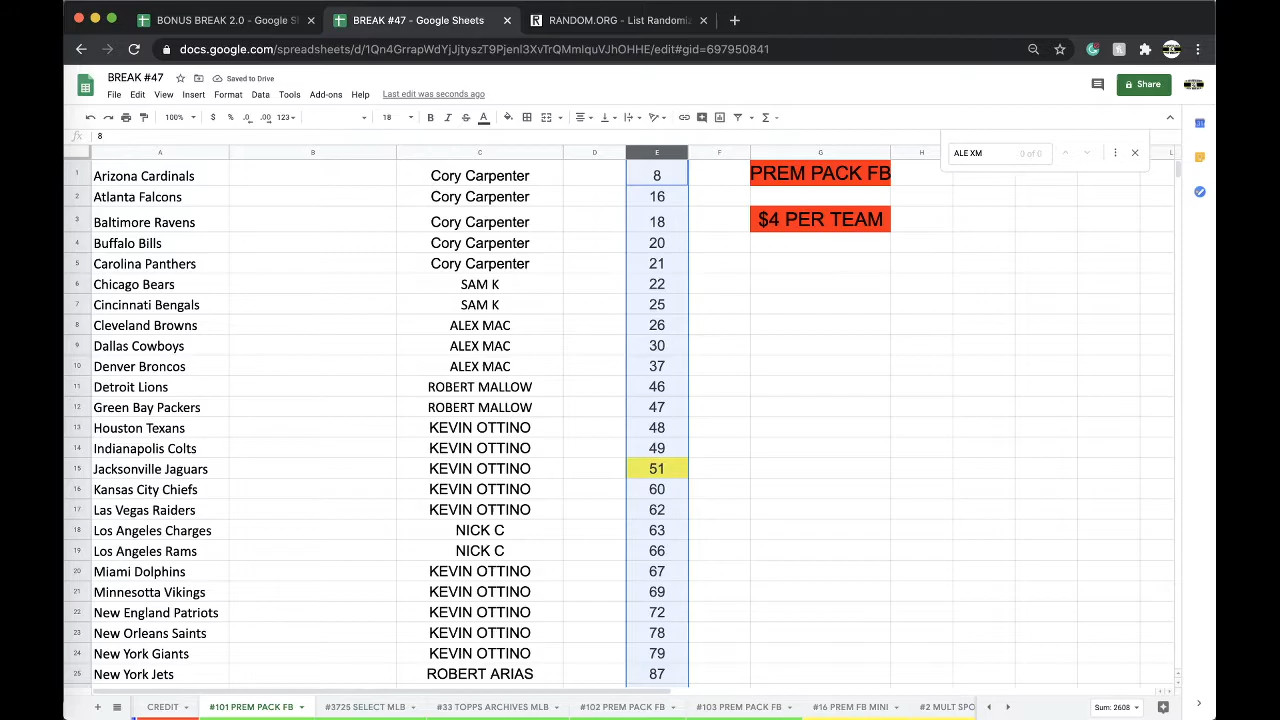 BONUS BREAK 2.0 - Google S
BREAK #47 - Google Sheets
RANDOM.ORG - List Randomiz
docs.google.com/spreadsheets/d/1Qn4GrrapWdYjJjtyszT9Pjenl3XvTrQMmlquVJhOHHE/edit#gid=697950841
BREAK #47 Saved to Drive
File Edit View Insert Format Data Tools Add-ons Help Last edit was seconds ago
Share
100% $ % .0 .00 123 18 B I S A
fx 8
ALE XM 0 of 0
A B C D E F G H L
1 Arizona Cardinals Cory Carpenter 8 PREM PACK FB
2 Atlanta Falcons Cory Carpenter 16
3 Baltimore Ravens Cory Carpenter 18 $4 PER TEAM
4 Buffalo Bills Cory Carpenter 20
5 Carolina Panthers Cory Carpenter 21
6 Chicago Bears SAM K 22
7 Cincinnati Bengals SAM K 25
8 Cleveland Browns ALEX MAC 26
9 Dallas Cowboys ALEX MAC 30
10 Denver Broncos ALEX MAC 37
11 Detroit Lions ROBERT MALLOW 46
12 Green Bay Packers ROBERT MALLOW 47
13 Houston Texans KEVIN OTTINO 48
14 Indianapolis Colts KEVIN OTTINO 49
15 Jacksonville Jaguars KEVIN OTTINO 51
16 Kansas City Chiefs KEVIN OTTINO 60
17 Las Vegas Raiders KEVIN OTTINO 62
18 Los Angeles Charges NICK C 63
19 Los Angeles Rams NICK C 66
20 Miami Dolphins KEVIN OTTINO 67
21 Minnesotta Vikings KEVIN OTTINO 69
22 New England Patriots KEVIN OTTINO 72
23 New Orleans Saints KEVIN OTTINO 78
24 New York Giants KEVIN OTTINO 79
25 New York Jets ROBERT ARIAS 87
CREDIT #101 PREM PACK FB #3725 SELECT MLB #33 TOPPS ARCHIVES MLB #102 PREM PACK FB #103 PREM PACK FB #16 PREM FB MINI #2 MULT SPO Sum: 2608